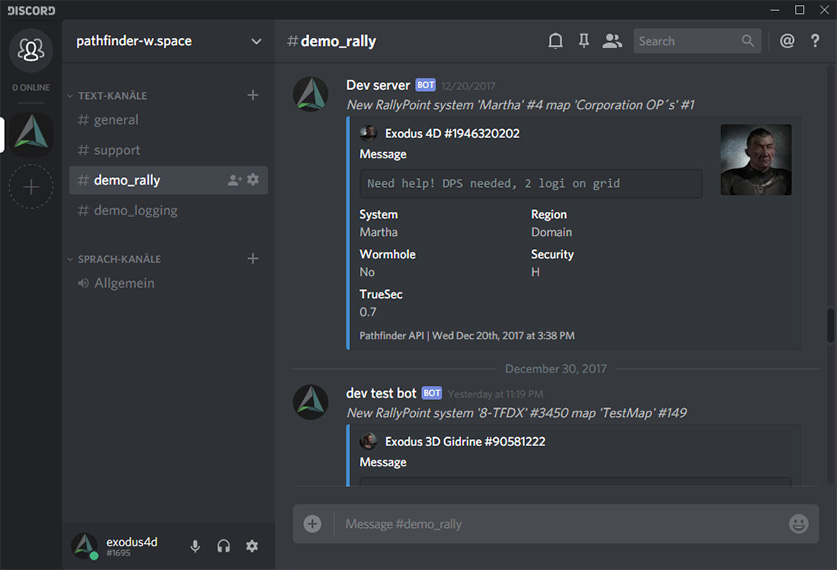 DISCORD
pathfinder-w.space
#demo_rally
Search
0 ONLINE
TEXT-KANÄLE
# general
# support
# demo_rally
# demo_logging
SPRACH-KANÄLE
Allgemein
exodus4d
#1695
Dev server BOT 12/20/2017
New RallyPoint system 'Martha' #4 map 'Corporation OP´s' #1
Exodus 4D #1946320202
Message
Need help! DPS needed, 2 logi on grid
System Region
Martha Domain
Wormhole Security
No H
TrueSec
0.7
Pathfinder API | Wed Dec 20th, 2017 at 3:38 PM
December 30, 2017
dev test bot BOT Yesterday at 11:19 PM
New RallyPoint system '8-TFDX' #3450 map 'TestMap' #149
Exodus 3D Gidrine #90581222
Message
Message #demo_rally